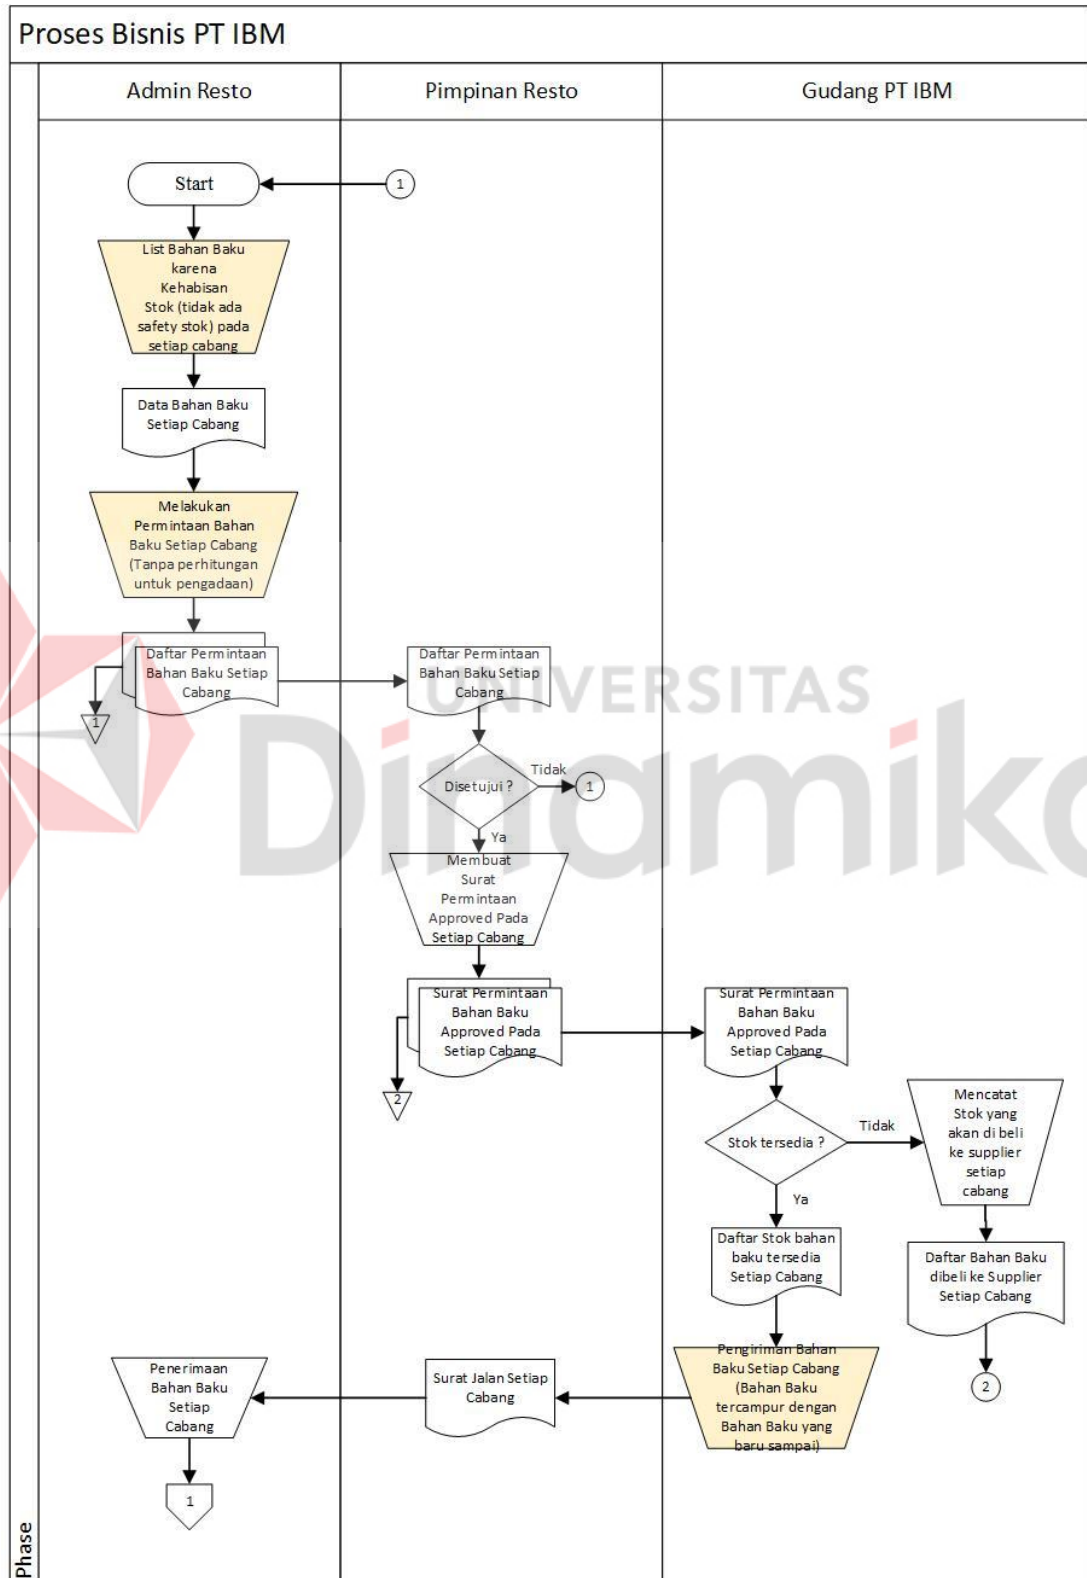 Proses Bisnis PT IBM
Admin Resto
Pimpinan Resto
Gudang PT IBM
Start
1
List Bahan Baku
karena
Kehabisan
Stok (tidak ada
safety stok) pada
setiap cabang
Data Bahan Baku
Setiap Cabang
Melakukan
Permintaan Bahan
Baku Setiap Cabang
(Tanpa perhitungan
untuk pengadaan)
Daftar Permintaan
Bahan Baku Setiap
Cabang
1
Daftar Permintaan
Bahan Baku Setiap
Cabang
UNIVERSITAS
Dinamika
Disetujui ?
Tidak
1
Ya
Membuat
Surat
Permintaan
Approved Pada
Setiap Cabang
Surat Permintaan
Bahan Baku
Approved Pada
Setiap Cabang
2
Surat Permintaan
Bahan Baku
Approved Pada
Setiap Cabang
Stok tersedia ?
Tidak
Mencatat
Stok yang
akan di beli
ke supplier
setiap
cabang
Ya
Daftar Stok bahan
baku tersedia
Setiap Cabang
Daftar Bahan Baku
dibeli ke Supplier
Setiap Cabang
2
Pengiriman Bahan
Baku Setiap Cabang
(Bahan Baku
tercampur dengan
Bahan Baku yang
baru sampai)
Surat Jalan Setiap
Cabang
Penerimaan
Bahan Baku
Setiap
Cabang
1
Phase